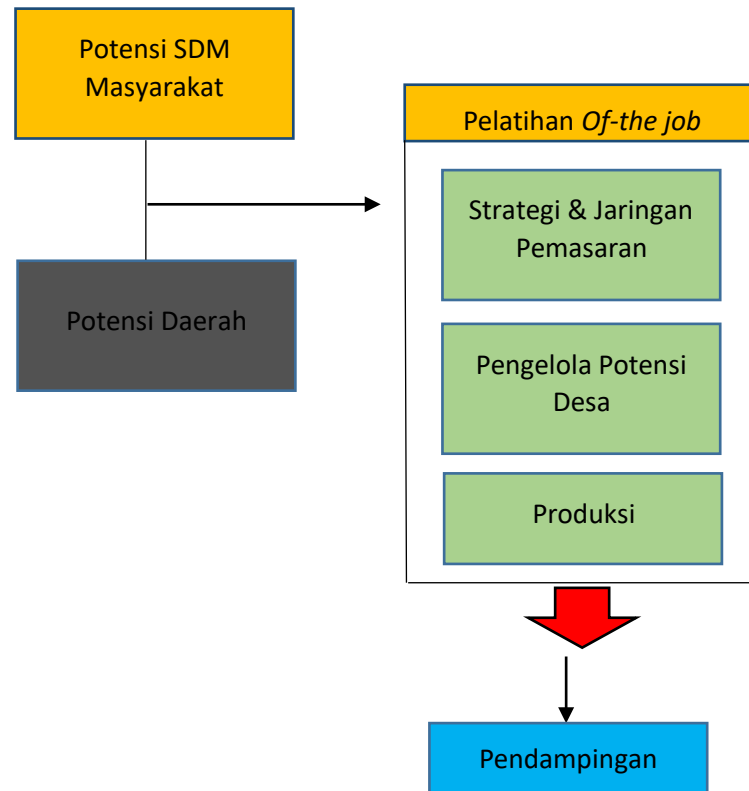 Potensi SDM
Masyarakat
Potensi Daerah
Pelatihan Of-the job
Strategi & Jaringan
Pemasaran
Pengelola Potensi
Desa
Produksi
Pendampingan